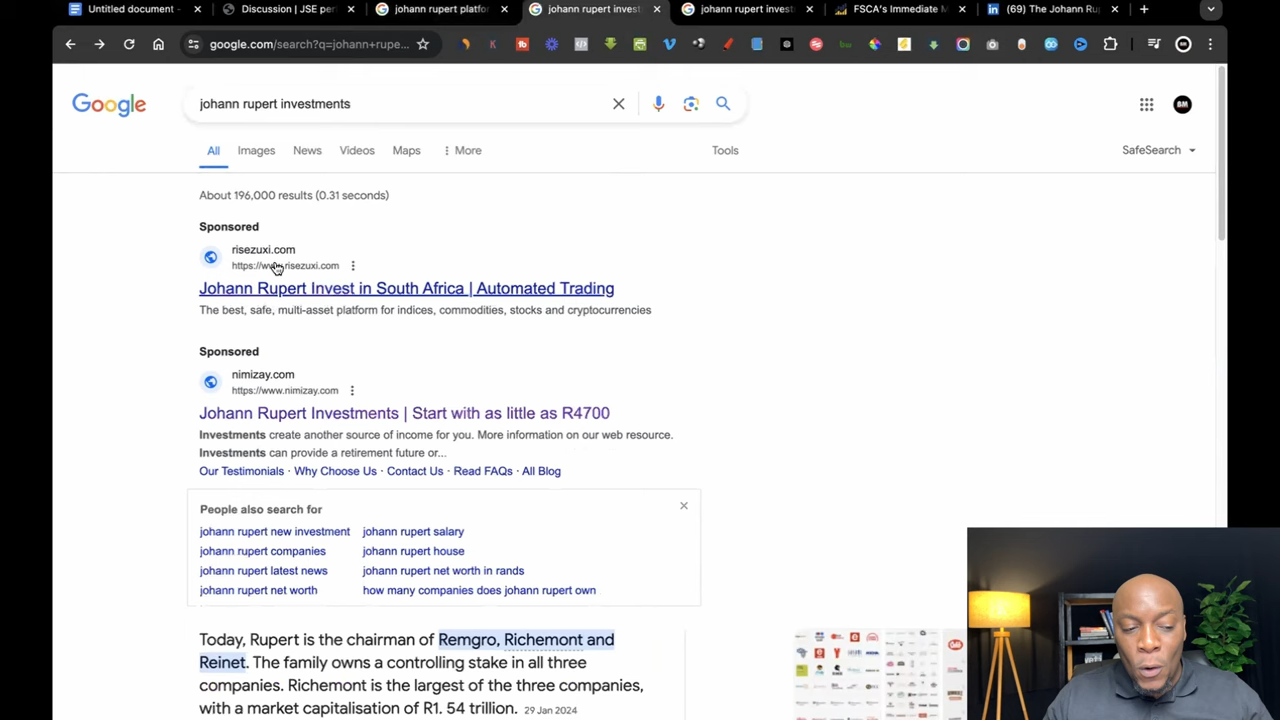 Untitled document -
Discussion | JSE per
johann rupert platfor
johann rupert invest
johann rupert invest
FSCA's Immediate M
(69) The Johann Rup
google.com/search?q=johann+rupe...
Google
johann rupert investments
BM
All
Images
News
Videos
Maps
More
Tools
SafeSearch
About 196,000 results (0.31 seconds)
Sponsored
risezuxi.com
https://www.risezuxi.com
Johann Rupert Invest in South Africa | Automated Trading
The best, safe, multi-asset platform for indices, commodities, stocks and cryptocurrencies
Sponsored
nimizay.com
https://www.nimizay.com
Johann Rupert Investments | Start with as little as R4700
Investments create another source of income for you. More information on our web resource.
Investments can provide a retirement future or...
Our Testimonials · Why Choose Us · Contact Us · Read FAQs · All Blog
People also search for
johann rupert new investment
johann rupert salary
johann rupert companies
johann rupert house
johann rupert latest news
johann rupert net worth in rands
johann rupert net worth
how many companies does johann rupert own
Today, Rupert is the chairman of Remgro, Richemont and
Reinet. The family owns a controlling stake in all three
companies. Richemont is the largest of the three companies,
with a market capitalisation of R1. 54 trillion. 29 Jan 2024